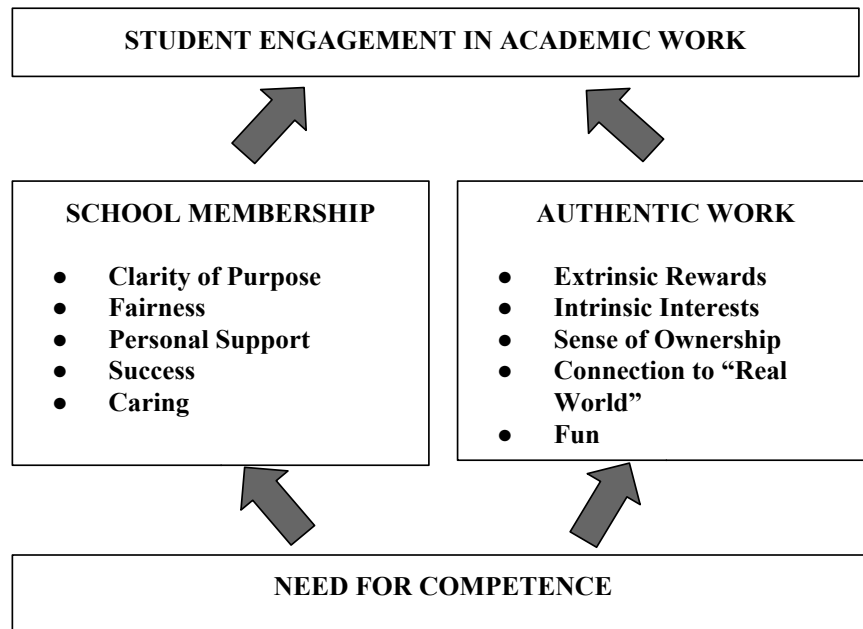 STUDENT ENGAGEMENT IN ACADEMIC WORK
SCHOOL MEMBERSHIP
● Clarity of Purpose
● Fairness
● Personal Support
● Success
● Caring
AUTHENTIC WORK
● Extrinsic Rewards
● Intrinsic Interests
● Sense of Ownership
● Connection to “Real
World”
● Fun
NEED FOR COMPETENCE